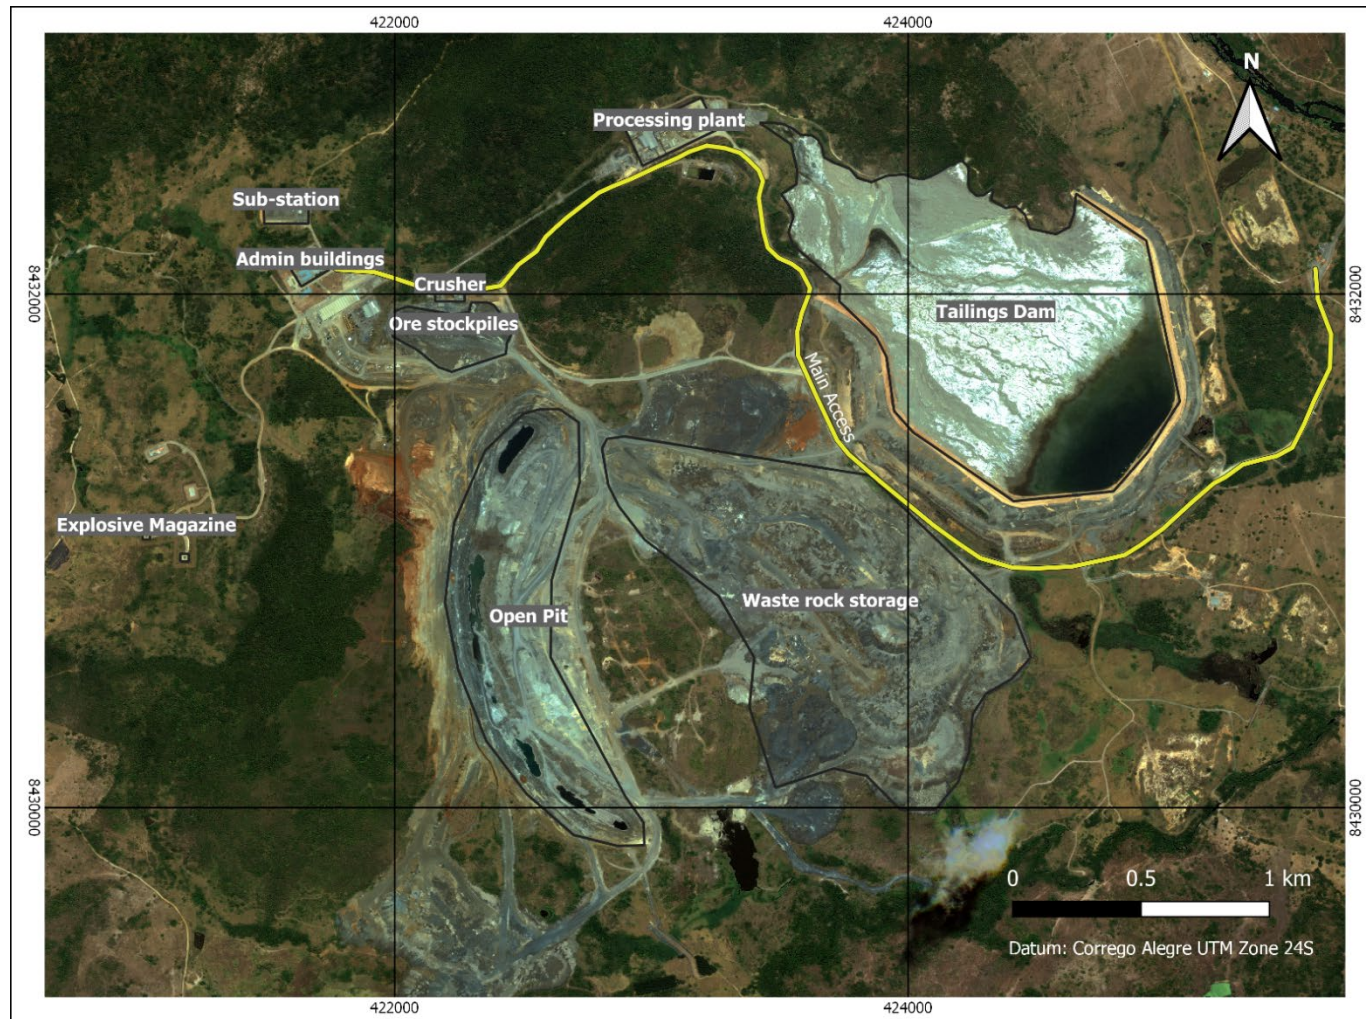 422000
424000
N
Processing plant
Sub-station
Admin buildings
Crusher
8432000
8432000
Ore stockpiles
Tailings Dam
Main Access
Explosive Magazine
Waste rock storage
Open Pit
8430000
8430000
0 0.5 1 km
Datum: Corrego Alegre UTM Zone 24S
422000
424000